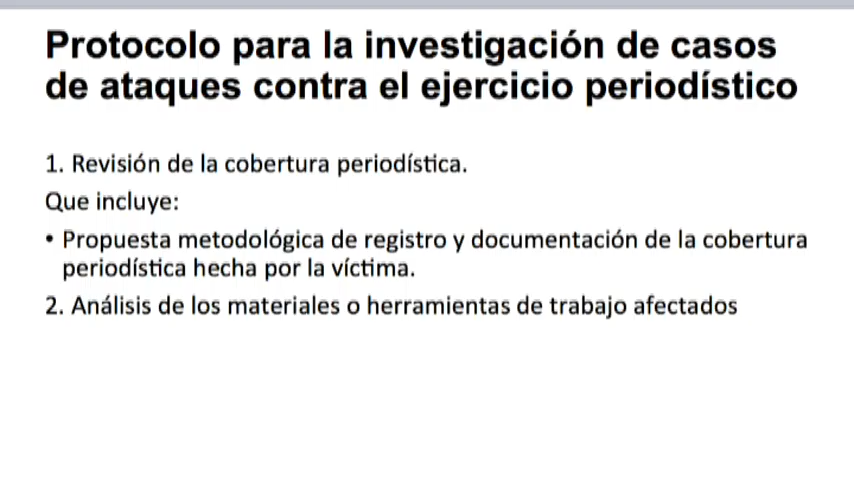 Protocolo para la investigación de casos
de ataques contra el ejercicio periodístico
1. Revisión de la cobertura periodística.
Que incluye:
• Propuesta metodológica de registro y documentación de la cobertura
periodística hecha por la víctima.
2. Análisis de los materiales o herramientas de trabajo afectados